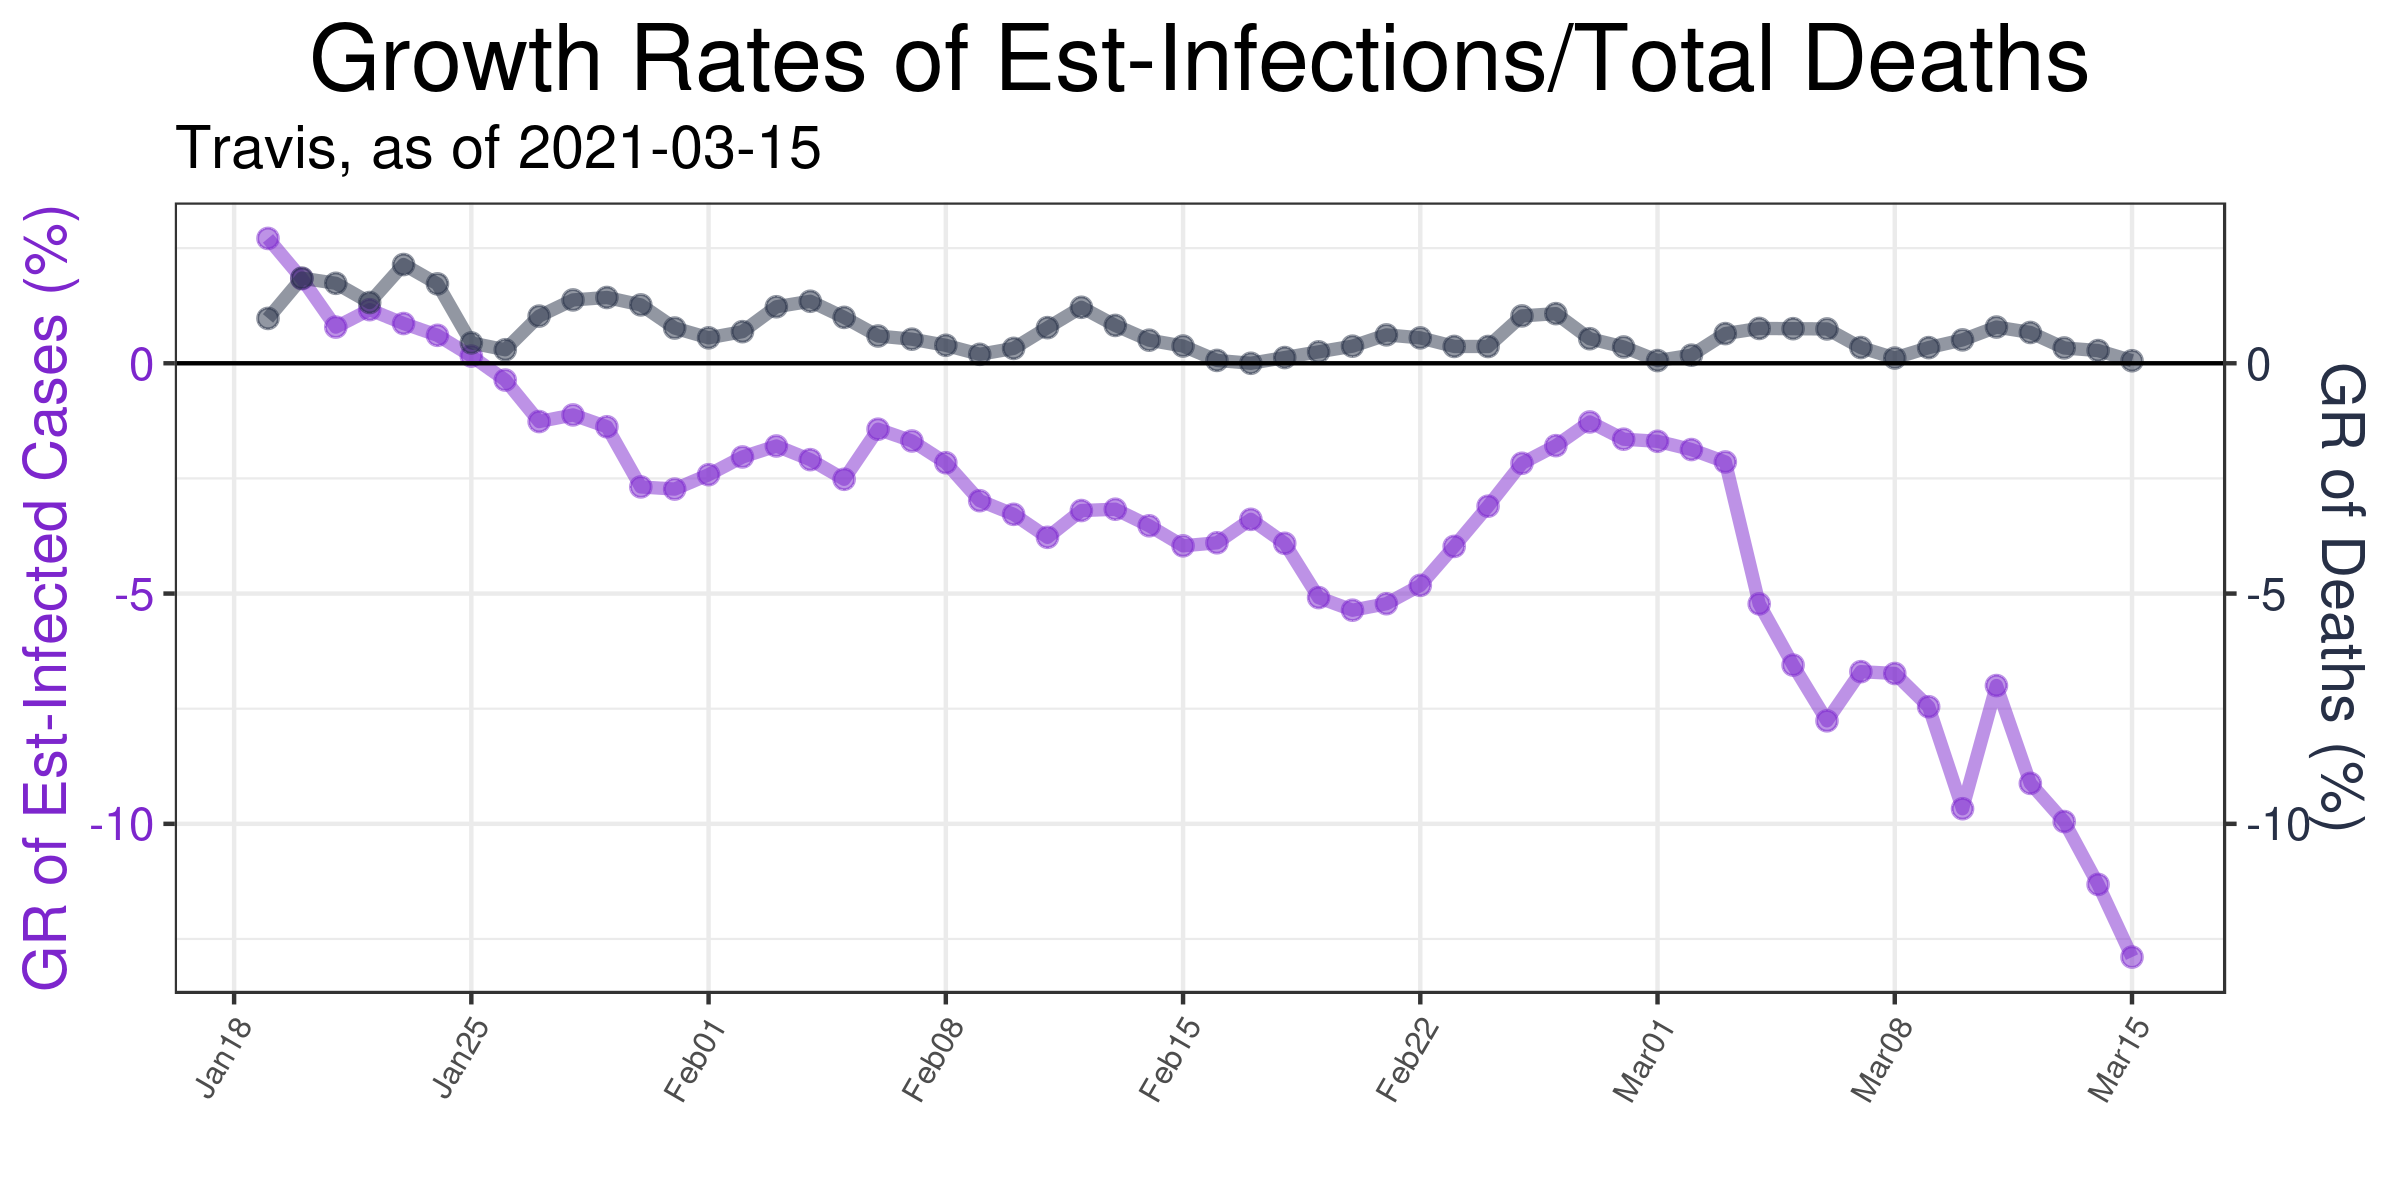 Growth Rates of Est-Infections/Total Deaths
Travis, as of 2021-03-15
GR of Est-Infected Cases (%)
0
-5
-10
0
-5
-10
GR of Deaths (%)
Jan18
Jan25
Feb01
Feb08
Feb15
Feb22
Mar01
Mar08
Mar15